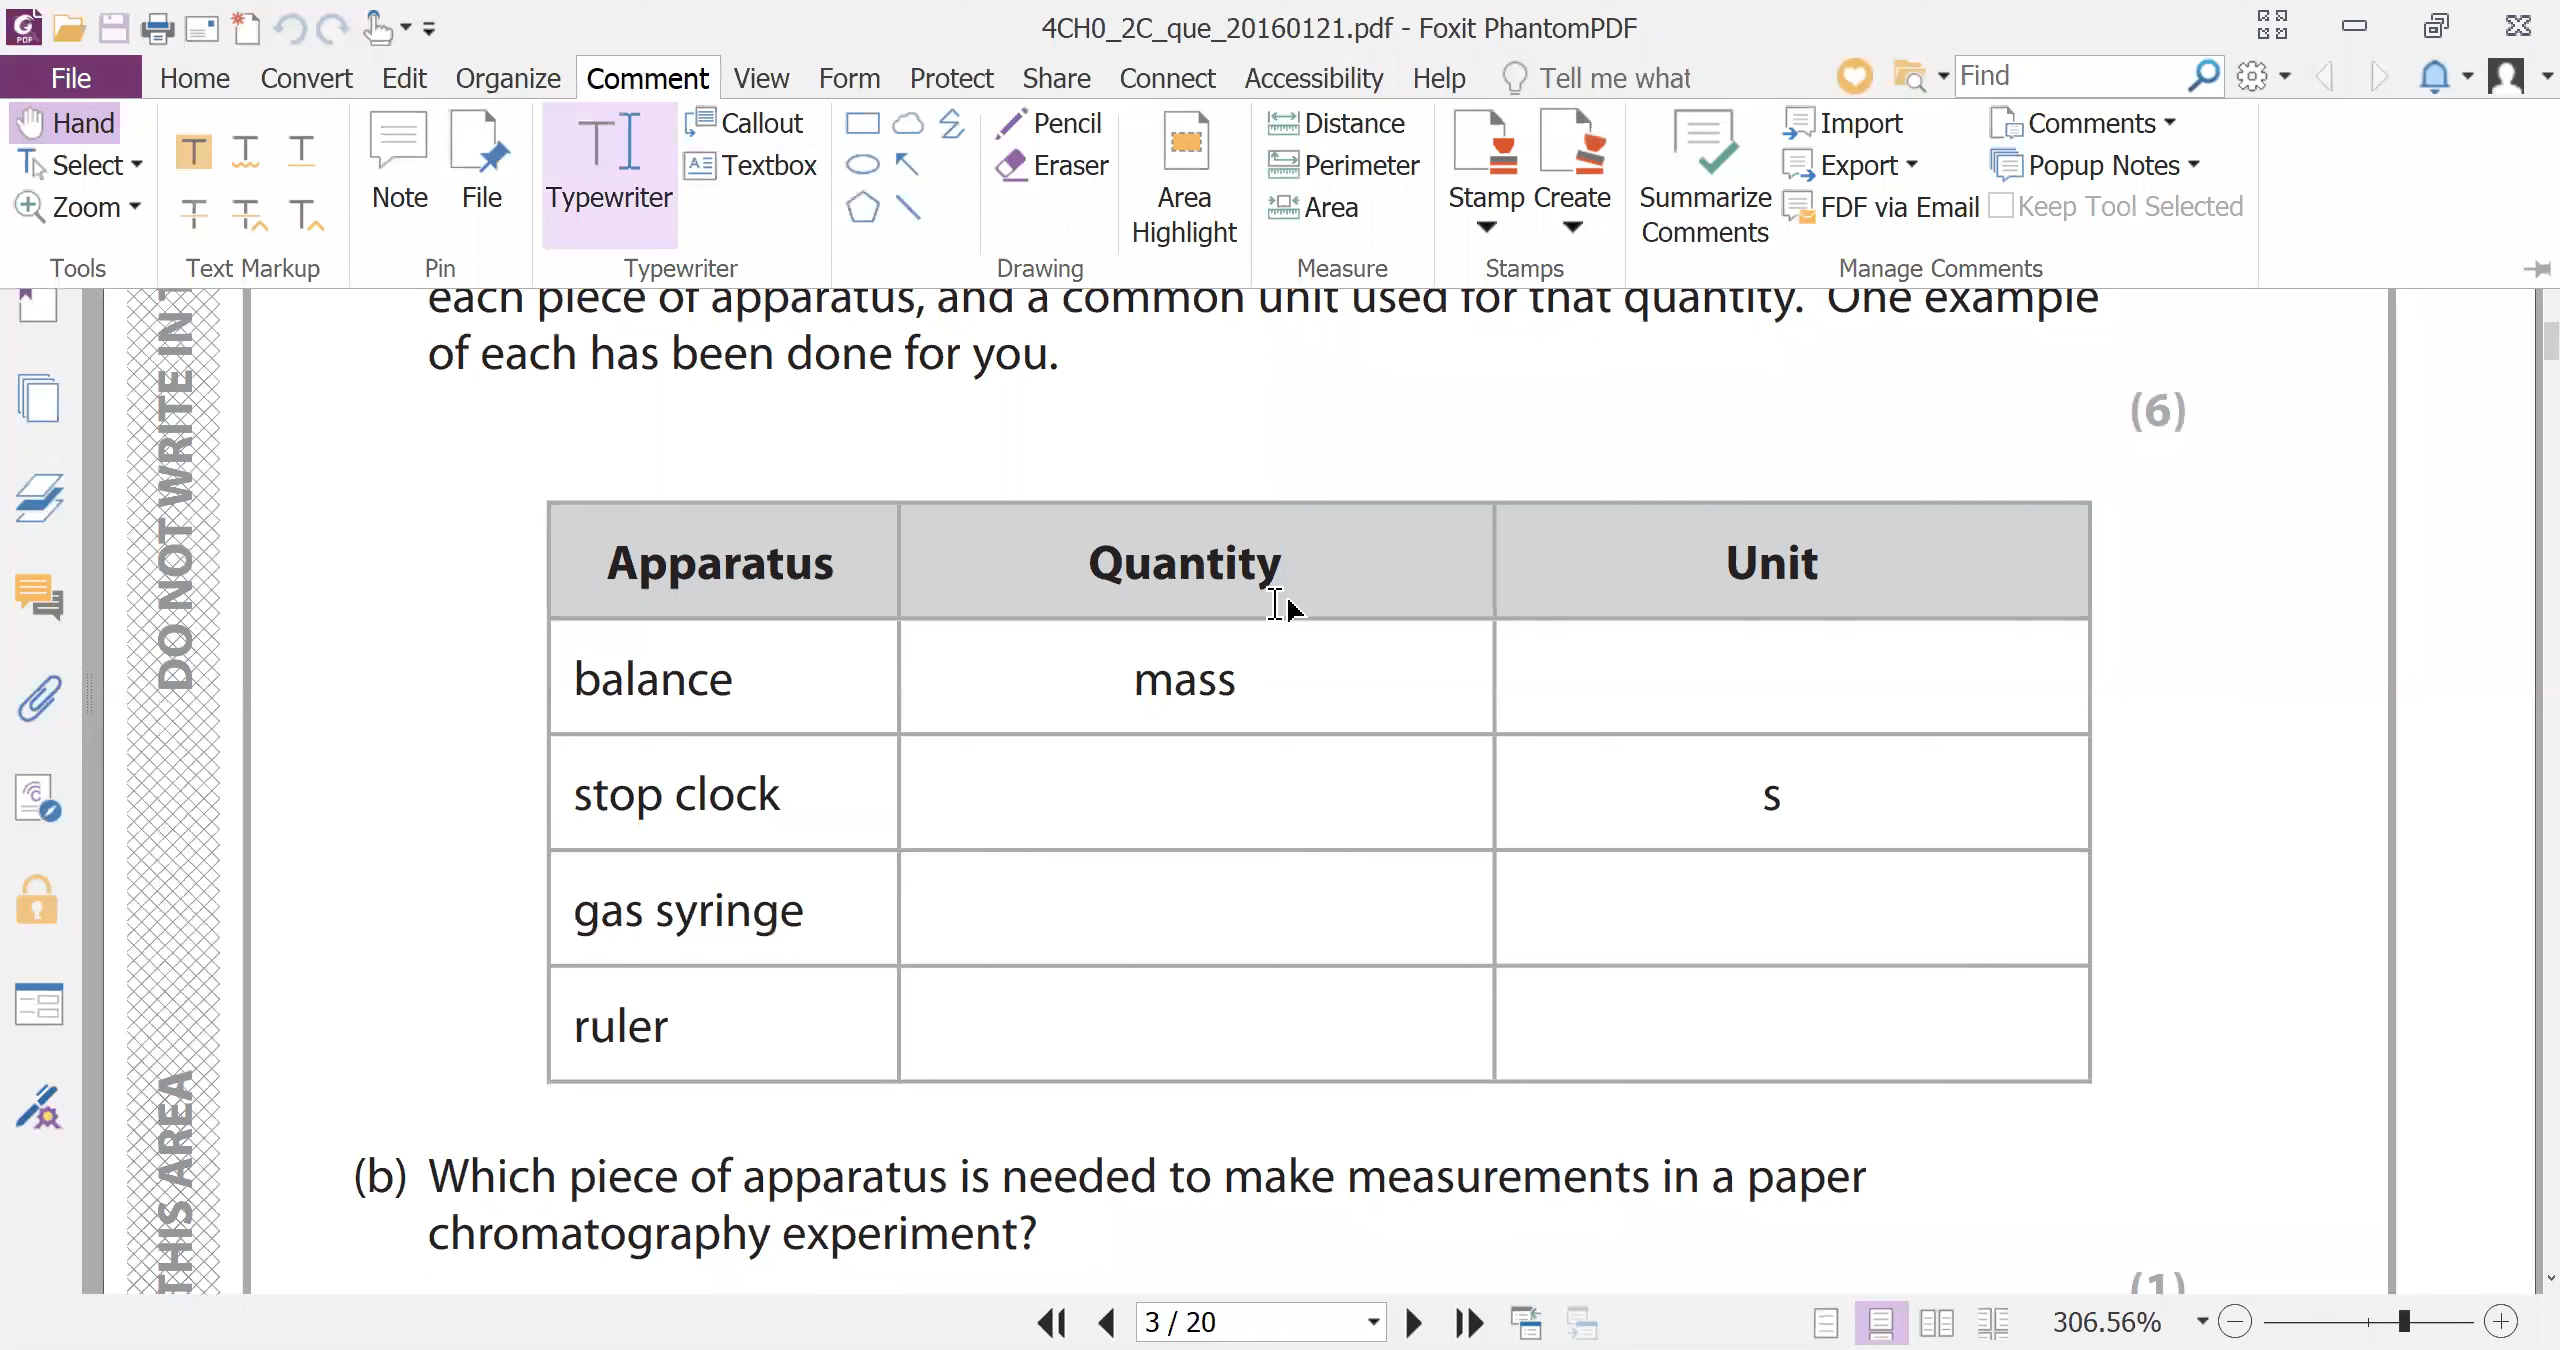 4CH0_2C_que_20160121.pdf - Foxit PhantomPDF
File Home Convert Edit Organize Comment View Form Protect Share Connect Accessibility Help Tell me what Find
Hand
Select
Zoom
Tools
Text Markup
Note File
Pin
Typewriter
Callout
Textbox
Typewriter
Pencil
Eraser
Area Highlight
Drawing
Distance
Perimeter
Area
Measure
Stamp Create
Stamps
Summarize Comments
Import
Export
FDF via Email
Comments
Popup Notes
Keep Tool Selected
Manage Comments
each piece of apparatus, and a common unit used for that quantity. One example
of each has been done for you.
(6)
Apparatus Quantity Unit
balance mass
stop clock s
gas syringe
ruler
(b) Which piece of apparatus is needed to make measurements in a paper
chromatography experiment?
(1)
DO NOT WRITE IN T
THIS AREA
3 / 20
306.56%